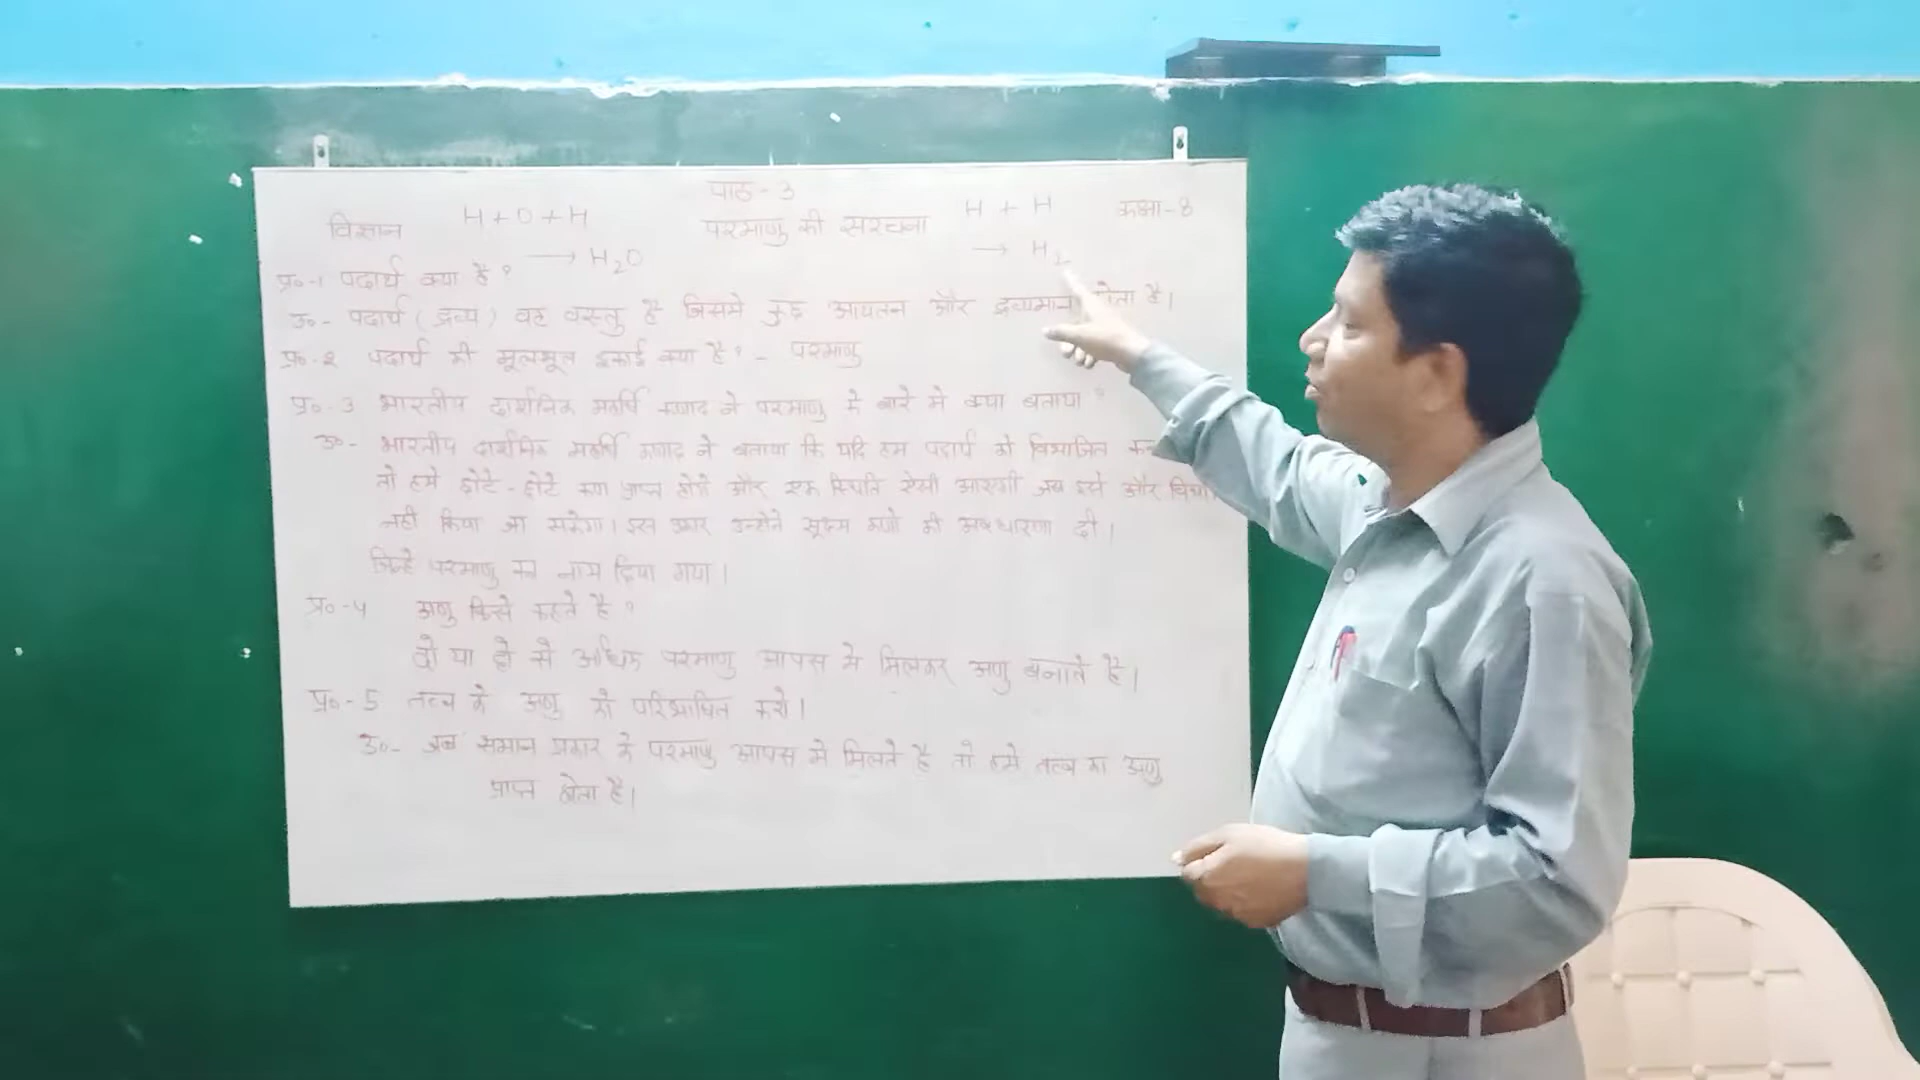 पाठ-3
विज्ञान H+O+H परमाणु की संरचना H + H कक्षा-8
→ H2O → H2
प्र०-1 पदार्थ क्या है?
उ०- पदार्थ (द्रव्य) वह वस्तु है जिसमे कुछ आयतन और द्रव्यमान होता है।
प्र०-2 पदार्थ की मूलभूत इकाई क्या है? - परमाणु
प्र०-3 भारतीय दार्शनिक महर्षि कणाद ने परमाणु के बारे मे क्या बताया?
उ०- भारतीय दार्शनिक महर्षि कणाद ने बताया कि यदि हम पदार्थ को विभाजित
तो हमे छोटे-छोटे कण प्राप्त होगे और एक स्थिति ऐसी आएगी जब इसे और
नही किया जा सकेगा। इस प्रकार उन्होने सूक्ष्म कणो की अवधारणा दी।
जिन्हे परमाणु का नाम दिया गया।
प्र०-4 अणु किसे कहते है?
दो या दो से अधिक परमाणु आपस मे मिलकर अणु बनाते है।
प्र०-5 तत्व के अणु को परिभाषित करो।
उ०- जब समान प्रकार के परमाणु आपस मे मिलते है तो हमे तत्व का अणु
प्राप्त होता है।